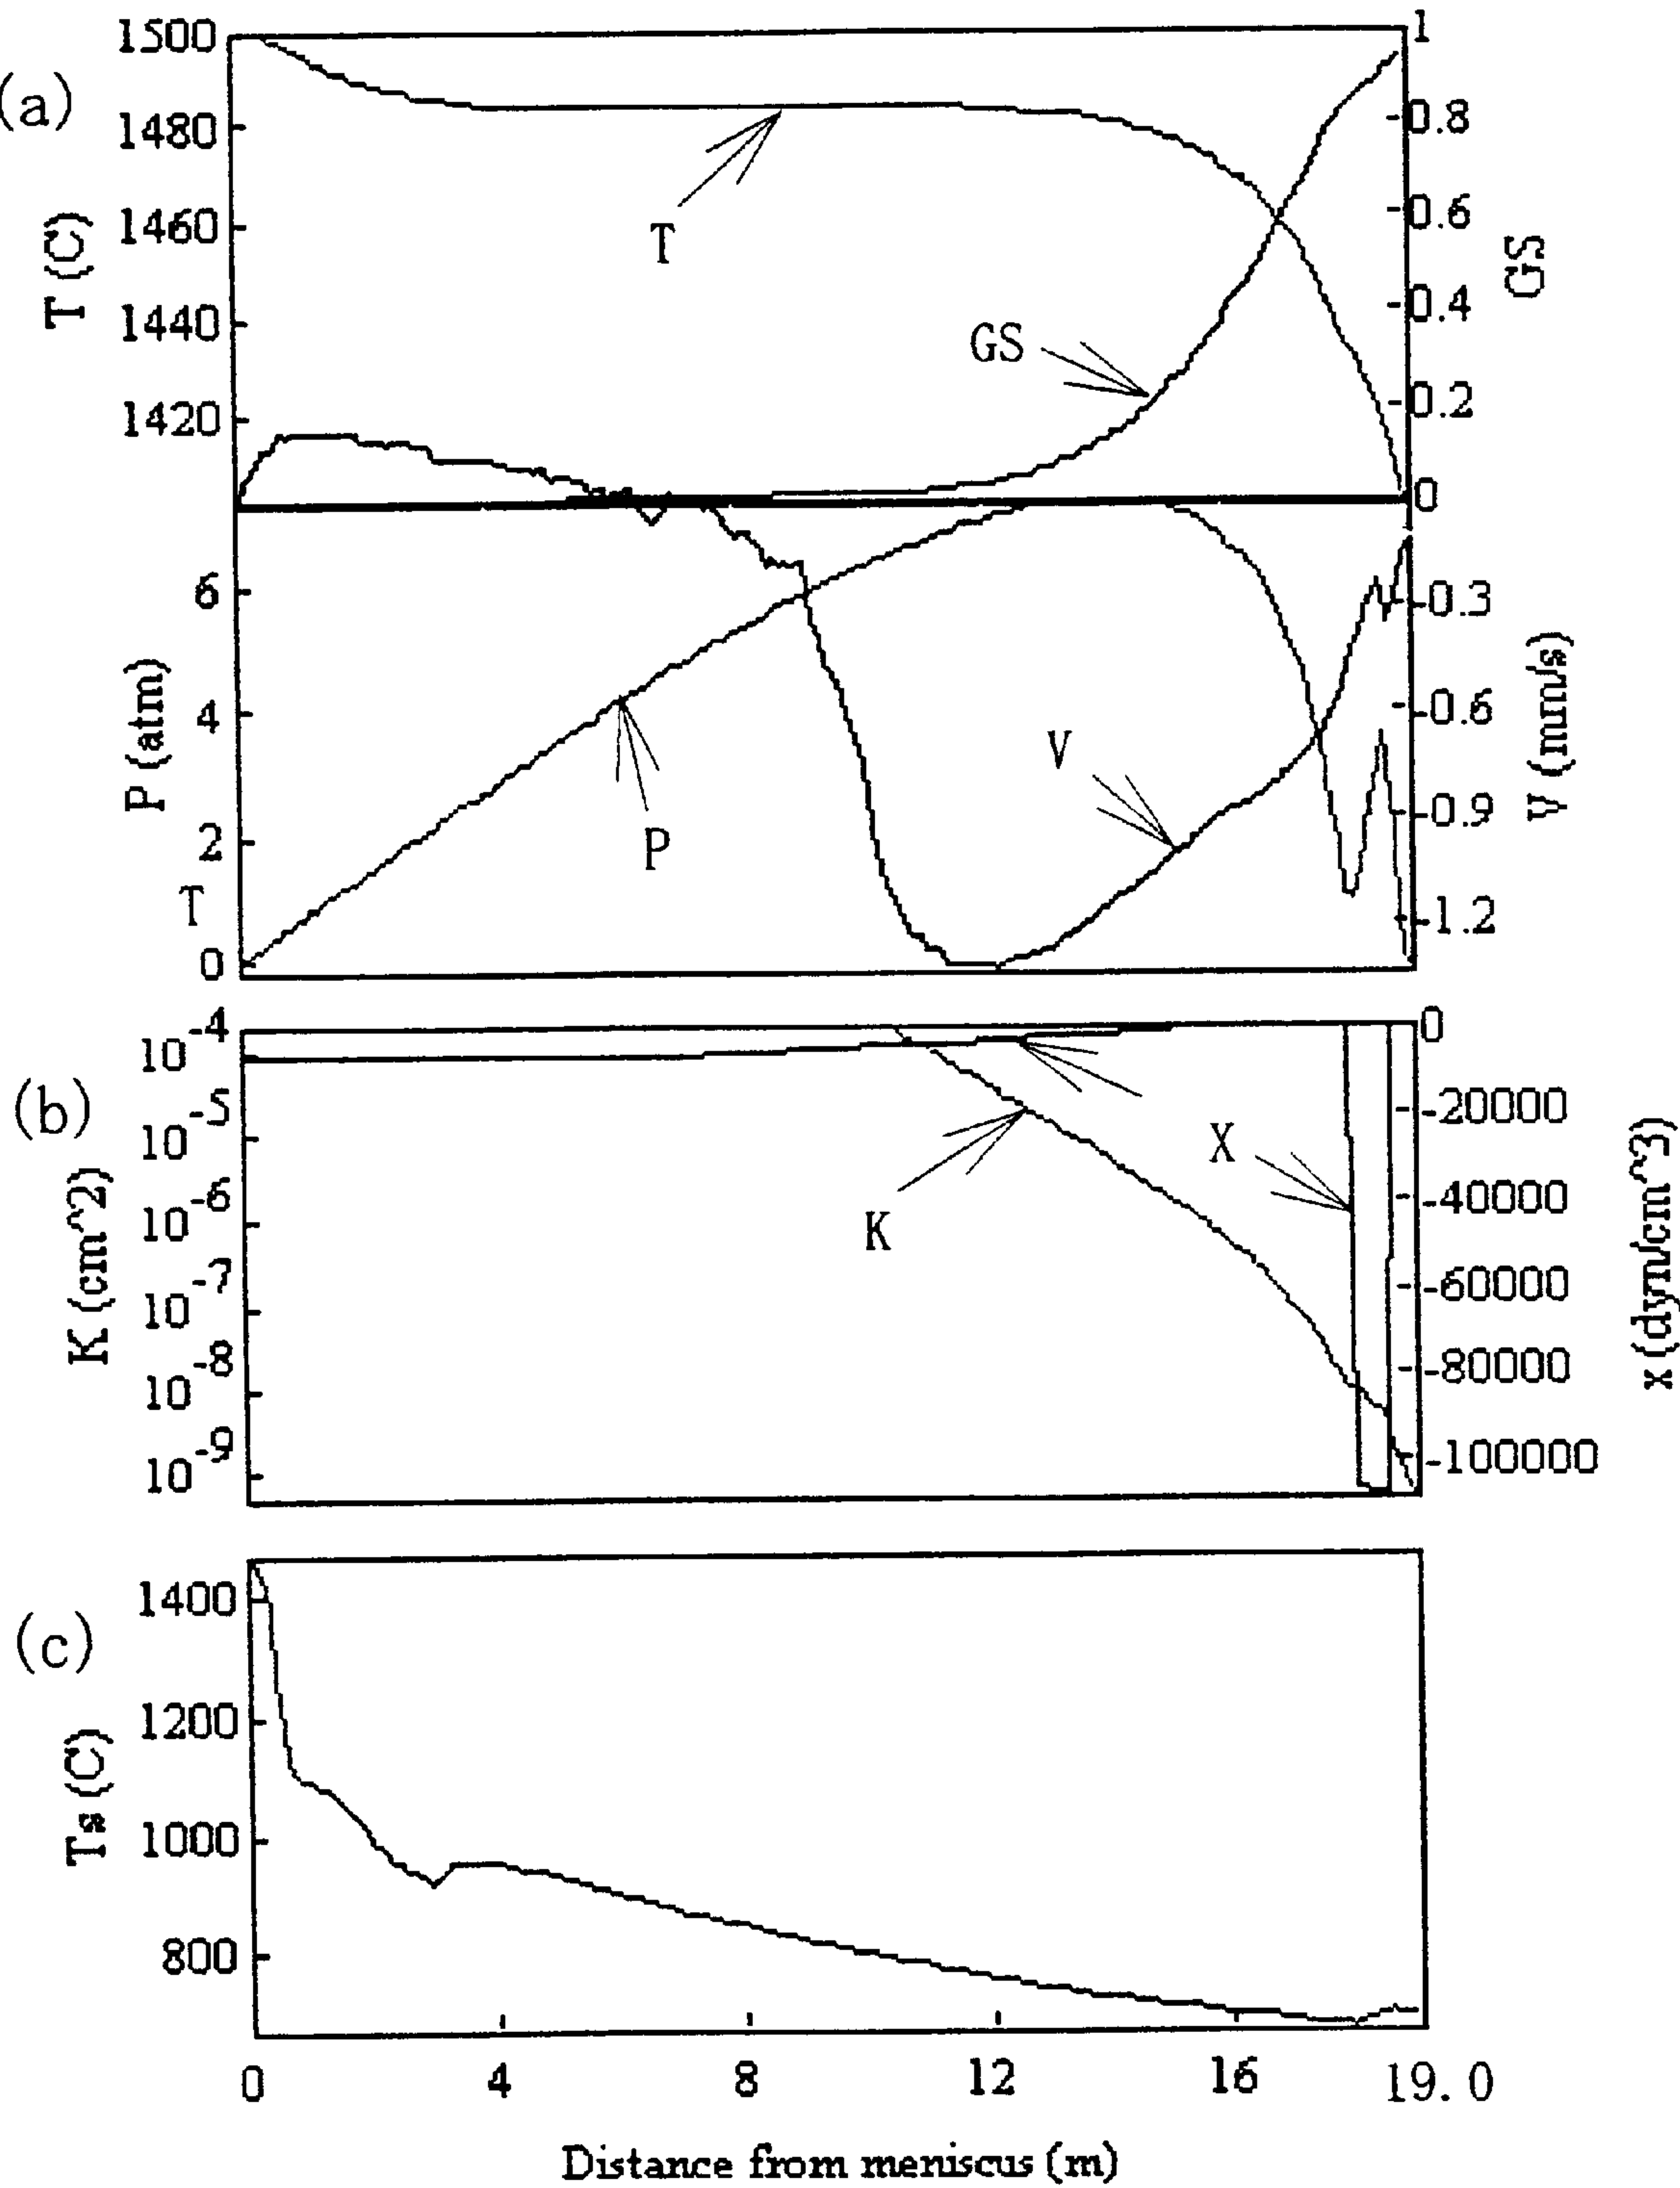 (a)
1500
1480
1460
1440
1420
T (C)
1
0.8
0.6
0.4
0.2
0
GS
T
GS
6
4
2
T
0
P (atm)
-0.3
-0.6
-0.9
-1.2
V (mm/s)
P
V
(b)
10 -4
10 -5
10 -6
10 -7
10 -8
10 -9
K (cm^2)
0
-20000
-40000
-60000
-80000
-100000
x (dyn/cm^3)
K
X
(c)
1400
1200
1000
800
Ts (C)
0 4 8 12 16 19.0
Distance from meniscus (m)